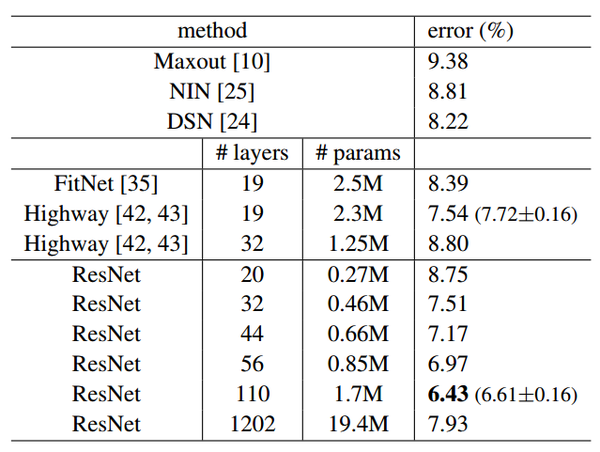 method error (%)
Maxout [10] 9.38
NIN [25] 8.81
DSN [24] 8.22
# layers # params
FitNet [35] 19 2.5M 8.39
Highway [42, 43] 19 2.3M 7.54 (7.72±0.16)
Highway [42, 43] 32 1.25M 8.80
ResNet 20 0.27M 8.75
ResNet 32 0.46M 7.51
ResNet 44 0.66M 7.17
ResNet 56 0.85M 6.97
ResNet 110 1.7M 6.43 (6.61±0.16)
ResNet 1202 19.4M 7.93